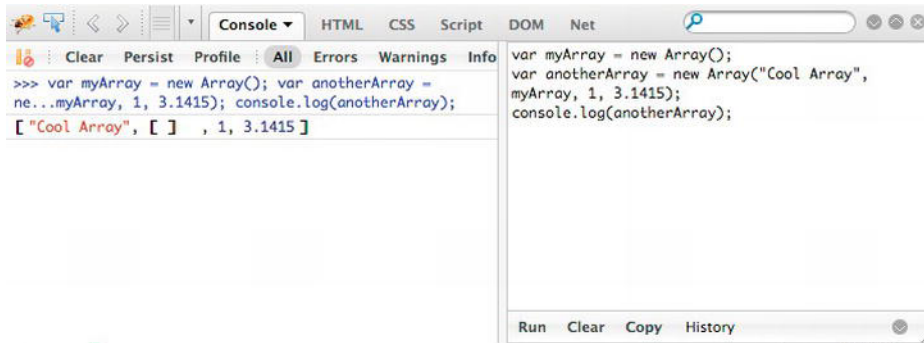 Console ▾ HTML CSS Script DOM Net
Clear Persist Profile All Errors Warnings Info
>>> var myArray = new Array(); var anotherArray =
ne...myArray, 1, 3.1415); console.log(anotherArray);
["Cool Array", [ ] , 1, 3.1415]
var myArray = new Array();
var anotherArray = new Array("Cool Array",
myArray, 1, 3.1415);
console.log(anotherArray);
Run Clear Copy History